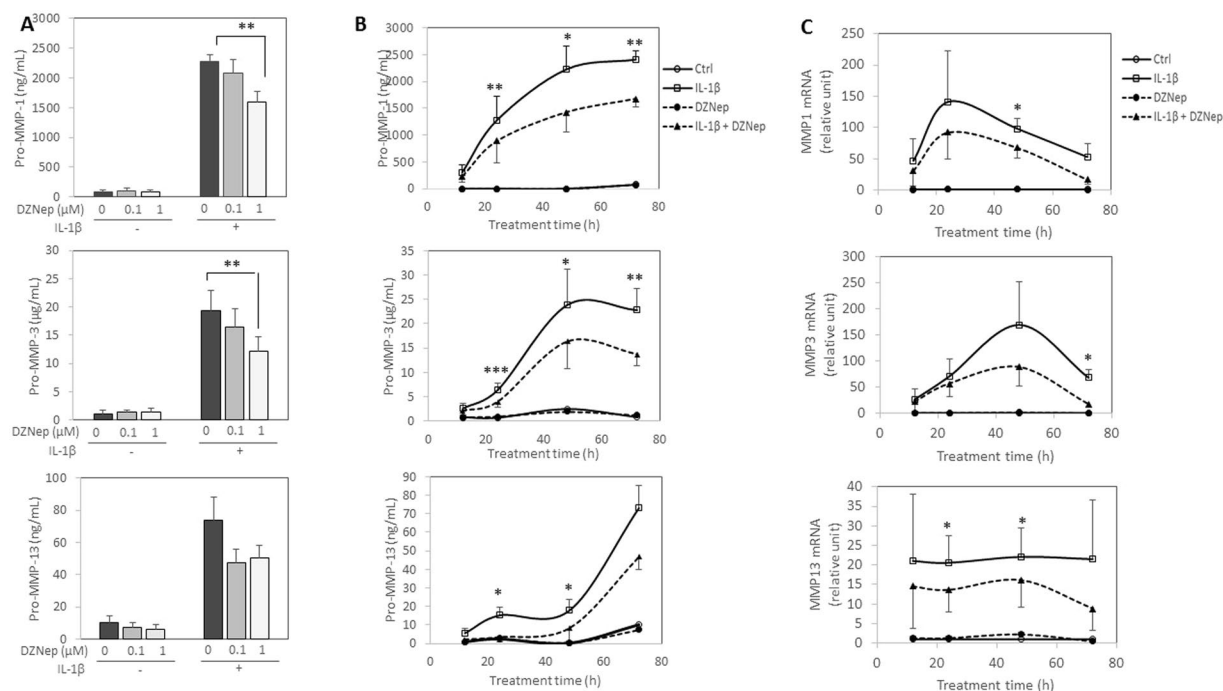 A
Pro-MMP-1 (ng/mL)
3000
2500
2000
1500
1000
500
0
**
DZNep (µM) 0 0.1 1 0 0.1 1
IL-1β - +
Pro-MMP-3 (µg/mL)
30
25
20
15
10
5
0
**
DZNep (µM) 0 0.1 1 0 0.1 1
IL-1β - +
Pro-MMP-13 (ng/mL)
100
80
60
40
20
0
DZNep (µM) 0 0.1 1 0 0.1 1
IL-1β - +
B
Pro-MMP-1 (ng/mL)
3000
2500
2000
1500
1000
500
0
** * **
0 20 40 60 80
Treatment time (h)
Ctrl
IL-1β
DZNep
IL-1β + DZNep
Pro-MMP-3 (µg/mL)
35
30
25
20
15
10
5
0
*** * **
0 20 40 60 80
Treatment time (h)
Pro-MMP-13 (ng/mL)
90
80
70
60
50
40
30
20
10
0
* *
0 20 40 60 80
Treatment time (h)
C
MMP1 mRNA
(relative unit)
250
200
150
100
50
0
*
0 20 40 60 80
Treatment time (h)
Ctrl
IL-1β
DZNep
IL-1β + DZNep
MMP3 mRNA
(relative unit)
300
250
200
150
100
50
0
*
0 20 40 60 80
Treatment time (h)
MMP13 mRNA
(relative unit)
40
35
30
25
20
15
10
5
0
* *
0 20 40 60 80
Treatment time (h)